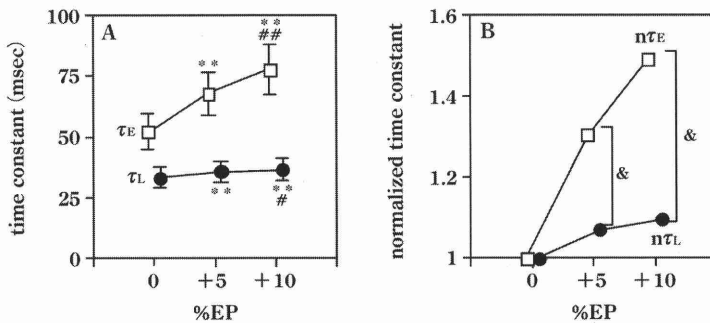 A
time constant (msec)
100
75
50
25
0
* *
##
* *
τE
τL
* *
* *
#
0
+5
+10
%EP
B
normalized time constant
1.6
1.4
1.2
1
nτE
&
&
nτL
0
+5
+10
%EP